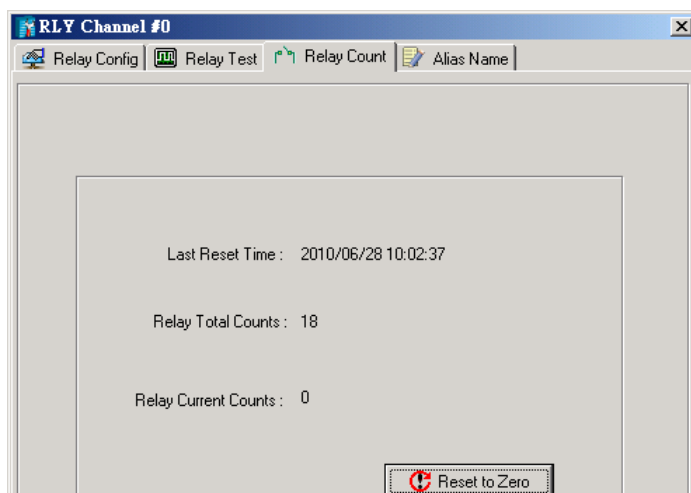 RLY Channel #0
Relay Config Relay Test Relay Count Alias Name
Last Reset Time : 2010/06/28 10:02:37
Relay Total Counts : 18
Relay Current Counts : 0
Reset to Zero